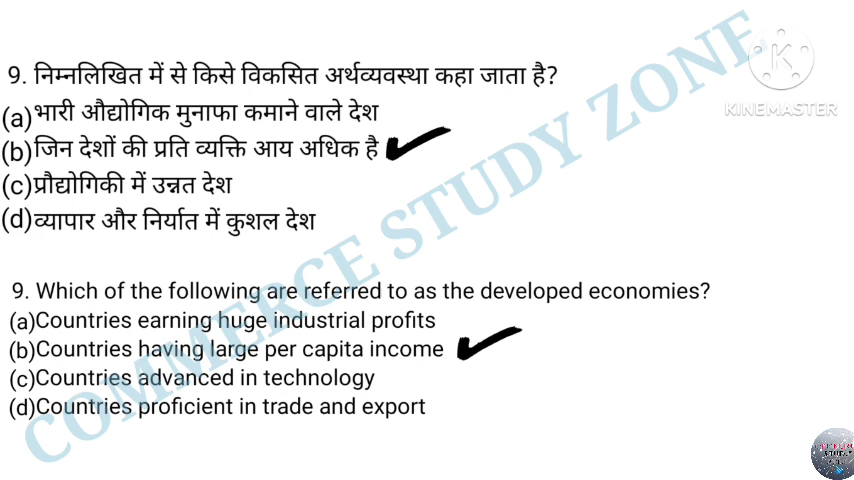 9. निम्नलिखित में से किसे विकसित अर्थव्यवस्था कहा जाता है?
(a)भारी औद्योगिक मुनाफा कमाने वाले देश
(b)जिन देशों की प्रति व्यक्ति आय अधिक है
(c)प्रौद्योगिकी में उन्नत देश
(d)व्यापार और निर्यात में कुशल देश
9. Which of the following are referred to as the developed economies?
(a)Countries earning huge industrial profits
(b)Countries having large per capita income
(c)Countries advanced in technology
(d)Countries proficient in trade and export
COMMERCE STUDY ZONE
K
KINEMASTER